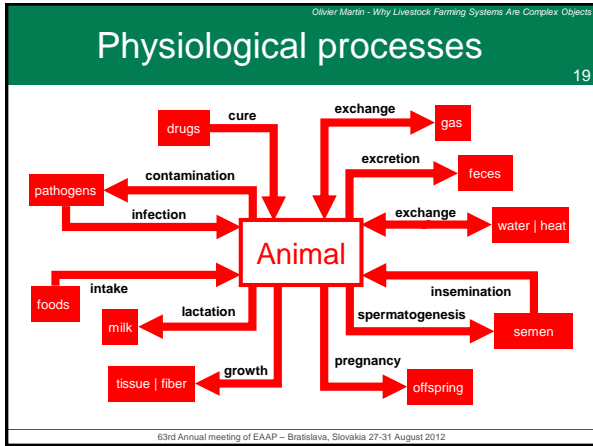 Olivier Martin - Why Livestock Farming Systems Are Complex Objects
Physiological processes
19
drugs
cure
exchange
gas
contamination
excretion
feces
pathogens
infection
exchange
water | heat
Animal
foods
intake
insemination
lactation
spermatogenesis
milk
semen
growth
pregnancy
tissue | fiber
offspring
63rd Annual meeting of EAAP – Bratislava, Slovakia 27-31 August 2012